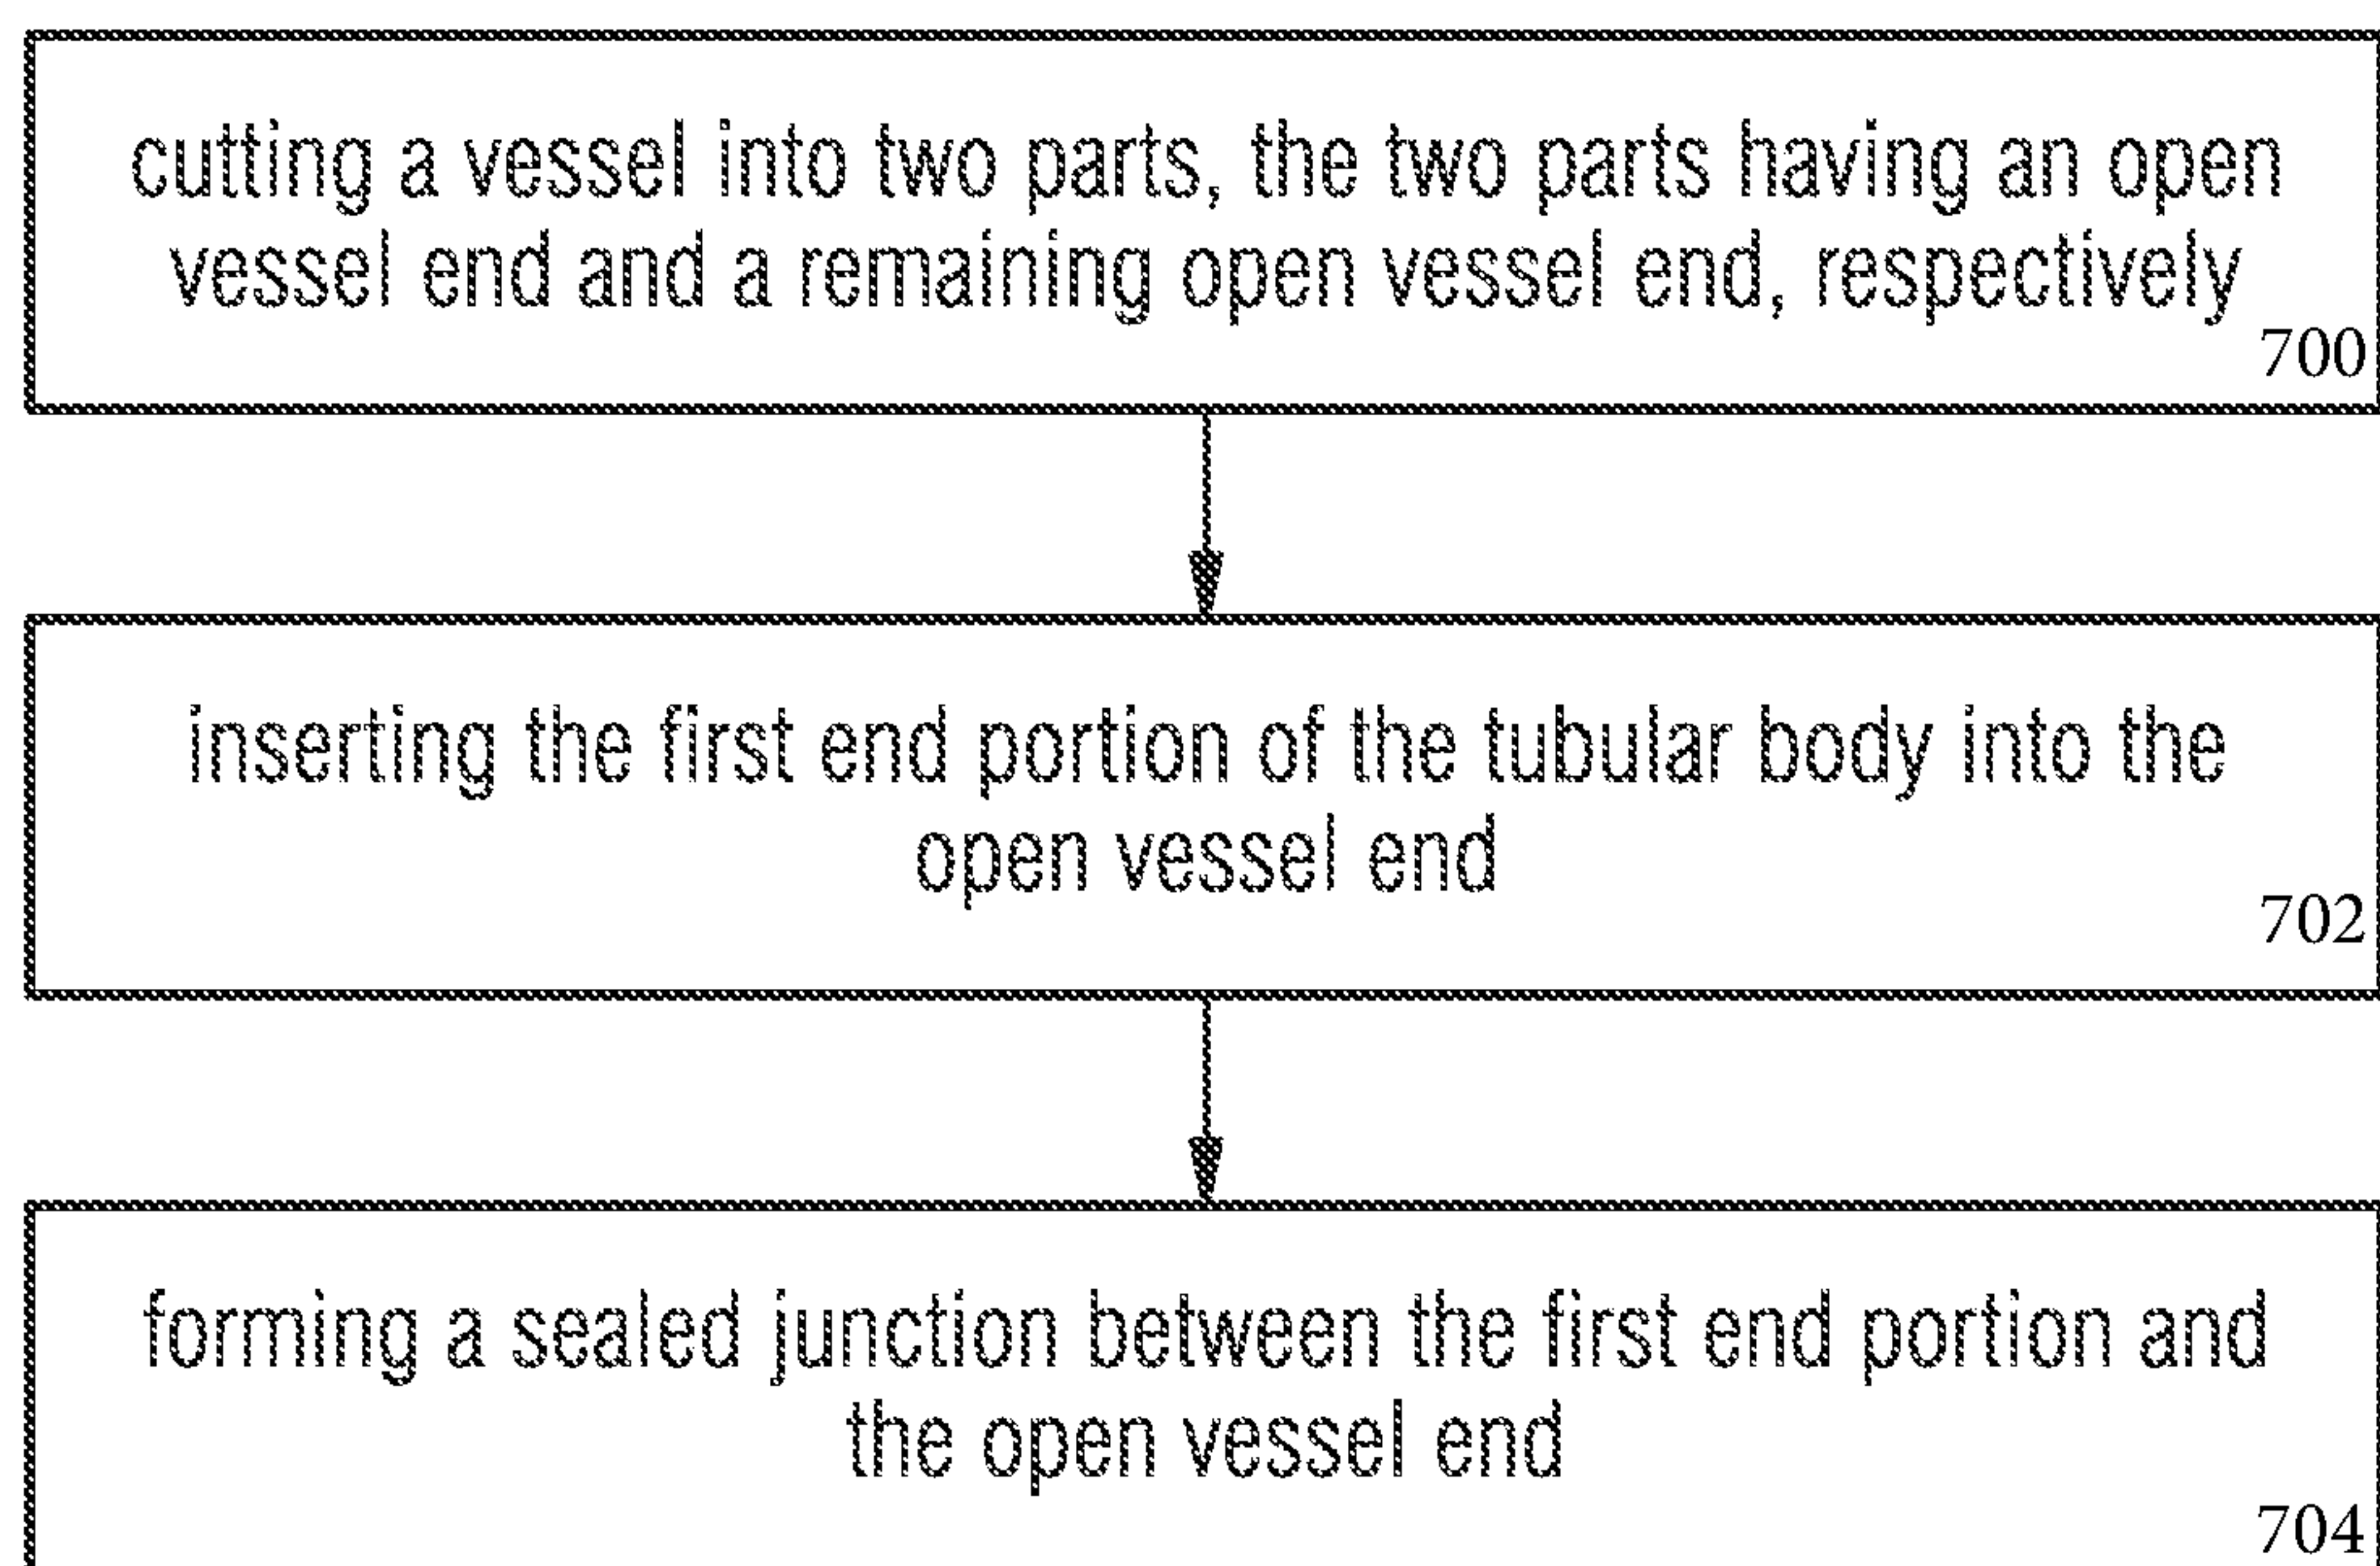 cutting a vessel into two parts, the two parts having an open
vessel end and a remaining open vessel end, respectively
700
inserting the first end portion of the tubular body into the
open vessel end
702
forming a sealed junction between the first end portion and
the open vessel end
704